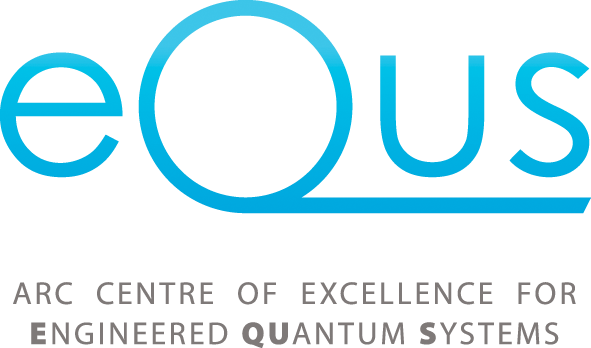 eQus
ARC CENTRE OF EXCELLENCE FOR
ENGINEERED QUANTUM SYSTEMS